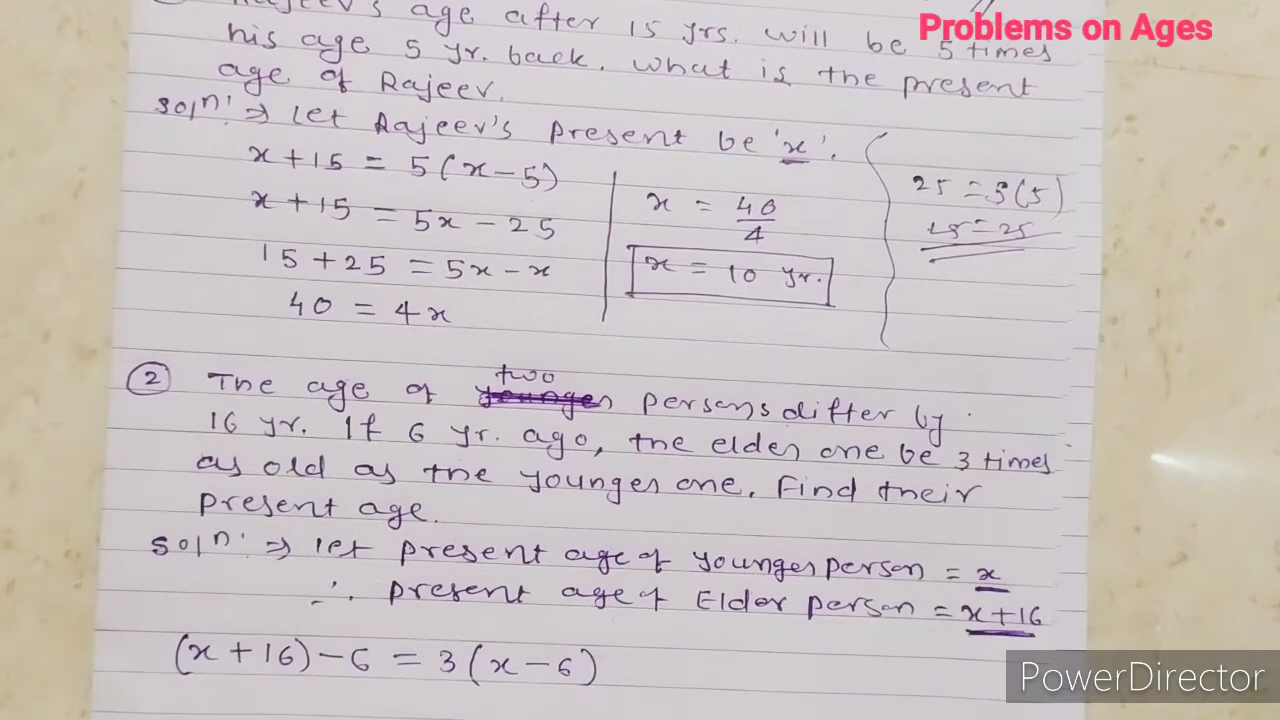 Problems on Ages
Rajeev's age after 15 yrs. will be 5 times
his age 5 yr. back. What is the present
age of Rajeev.
Soln: ⇒ Let Rajeev's present be 'x'.
x + 15 = 5(x - 5)
x + 15 = 5x - 25
15 + 25 = 5x - x
40 = 4x
x = 40/4
x = 10 yr.
25 = 5(5)
25 = 25
② The age of two persons differ by
16 yr. If 6 yr. ago, the elder one be 3 times
as old as the younger one. Find their
present age.
Soln: ⇒ let present age of younger person = x
∴ present age of Elder person = x + 16
(x + 16) - 6 = 3(x - 6)
PowerDirector